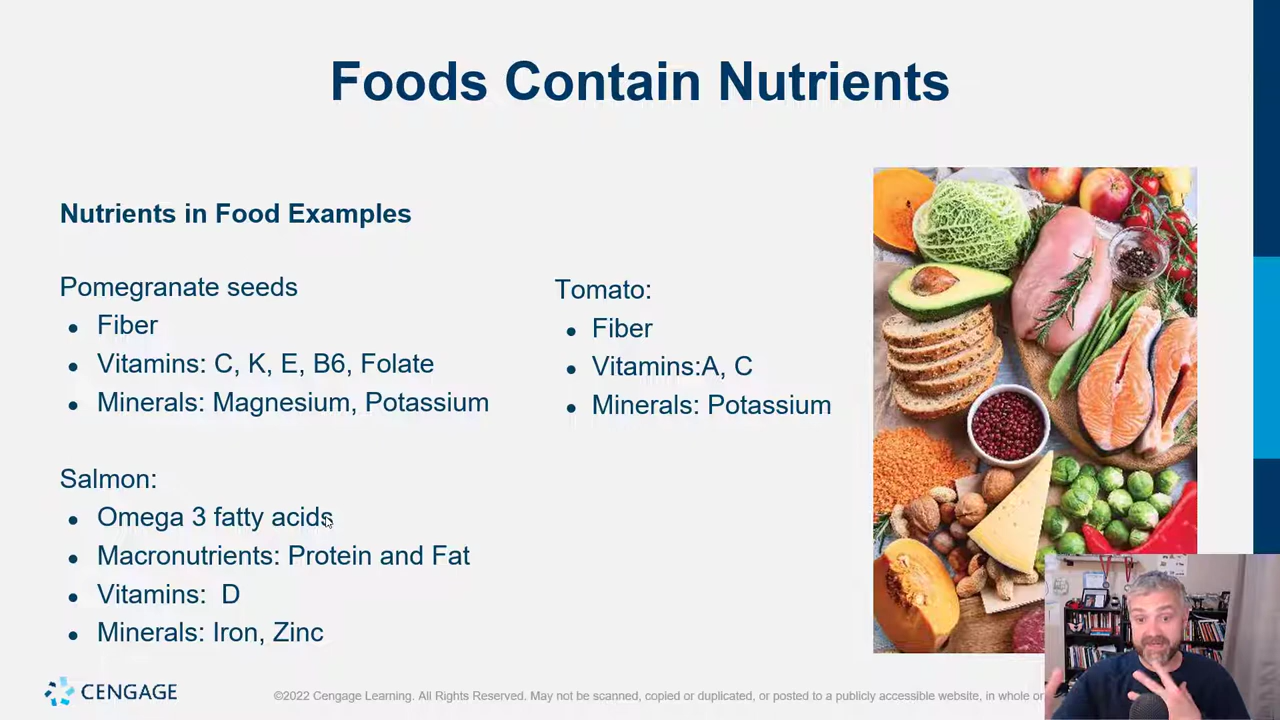 Foods Contain Nutrients
Nutrients in Food Examples
Pomegranate seeds
• Fiber
• Vitamins: C, K, E, B6, Folate
• Minerals: Magnesium, Potassium
Salmon:
• Omega 3 fatty acids
• Macronutrients: Protein and Fat
• Vitamins:  D
• Minerals: Iron, Zinc
Tomato:
• Fiber
• Vitamins:A, C
• Minerals: Potassium
CENGAGE
©2022 Cengage Learning. All Rights Reserved. May not be scanned, copied or duplicated, or posted to a publicly accessible website, in whole or